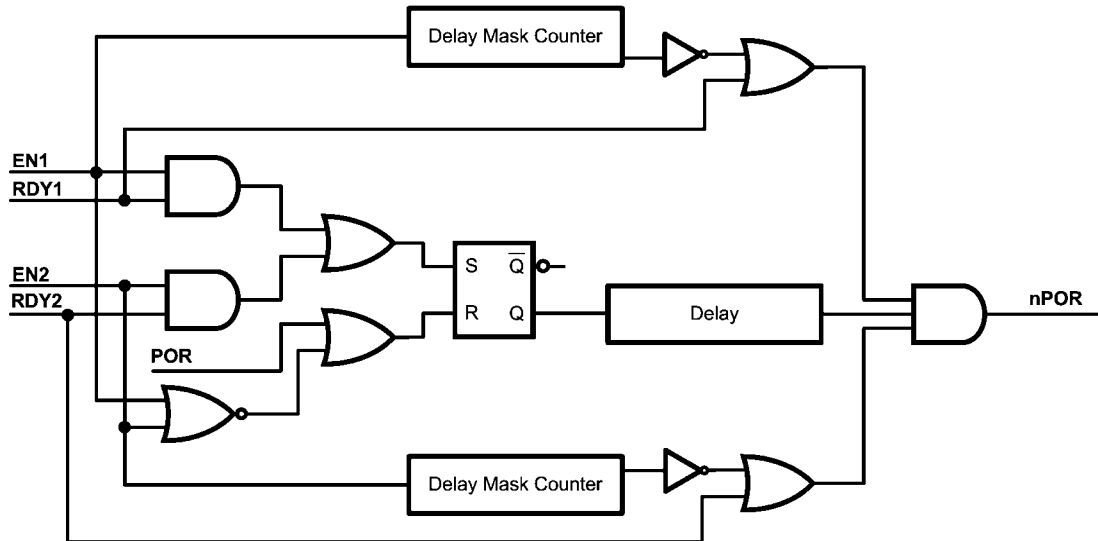 Delay Mask Counter
EN1
RDY1
EN2
RDY2
S Q̅
R Q
POR
Delay
nPOR
Delay Mask Counter